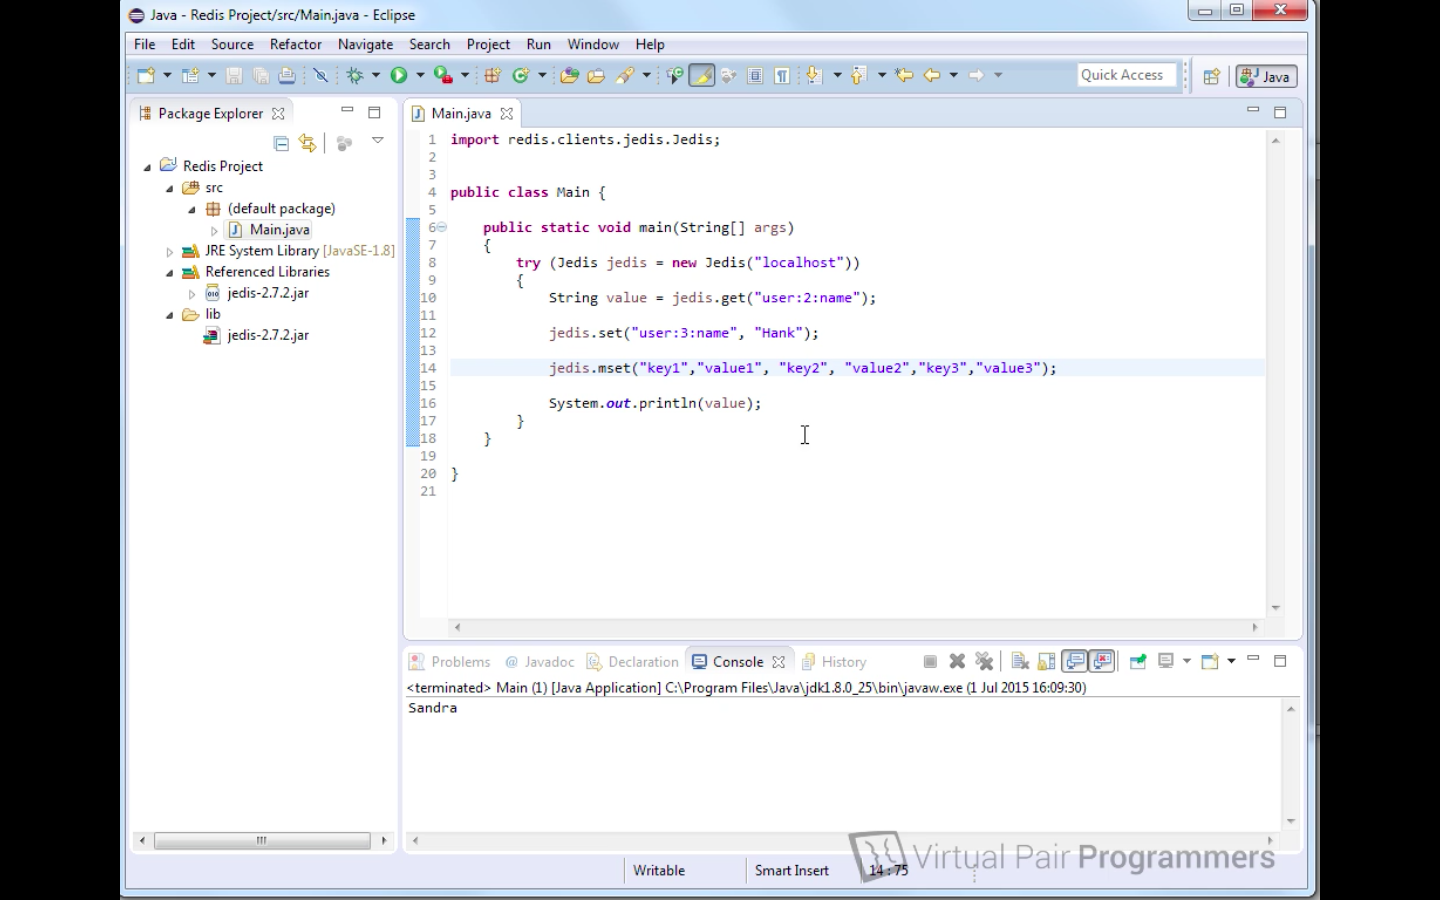 Java - Redis Project/src/Main.java - Eclipse
File Edit Source Refactor Navigate Search Project Run Window Help
Quick Access
Java
Package Explorer
Redis Project
src
(default package)
Main.java
JRE System Library [JavaSE-1.8]
Referenced Libraries
jedis-2.7.2.jar
lib
jedis-2.7.2.jar
Main.java
1 import redis.clients.jedis.Jedis;
2
3
4 public class Main {
5
6 public static void main(String[] args)
7 {
8 try (Jedis jedis = new Jedis("localhost"))
9 {
10 String value = jedis.get("user:2:name");
11
12 jedis.set("user:3:name", "Hank");
13
14 jedis.mset("key1","value1", "key2", "value2","key3","value3");
15
16 System.out.println(value);
17 }
18 }
19
20 }
21
Problems @ Javadoc Declaration Console History
<terminated> Main (1) [Java Application] C:\Program Files\Java\jdk1.8.0_25\bin\javaw.exe (1 Jul 2015 16:09:30)
Sandra
Virtual Pair Programmers
Writable Smart Insert 14 : 75